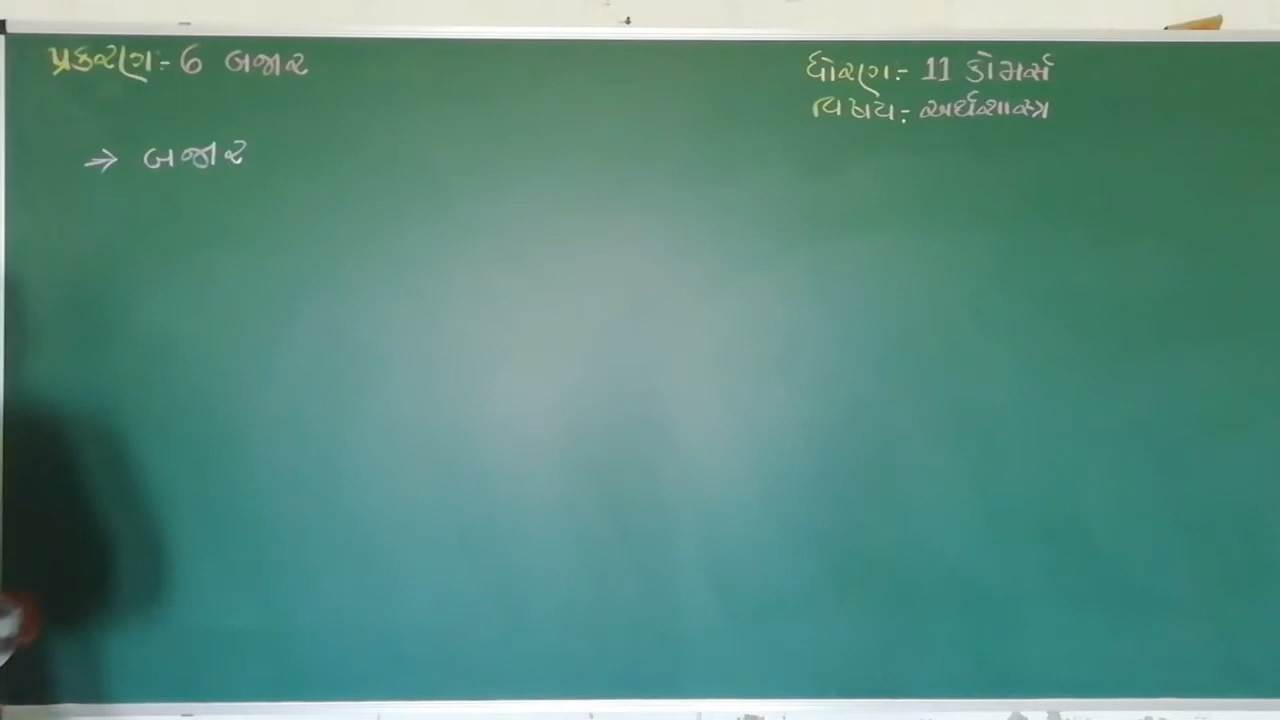 પ્રકરણ:- 6 બજાર
ધોરણ:- 11 કોમર્સ
વિષય:- અર્થશાસ્ત્ર
→ બજાર